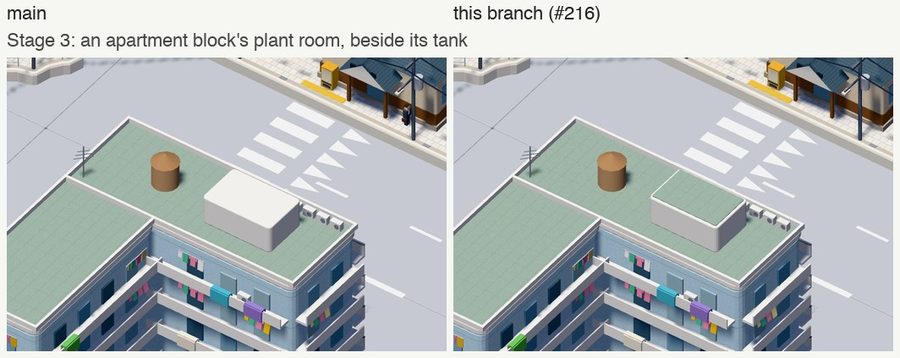 main
this branch (#216)
Stage 3: an apartment block's plant room, beside its tank